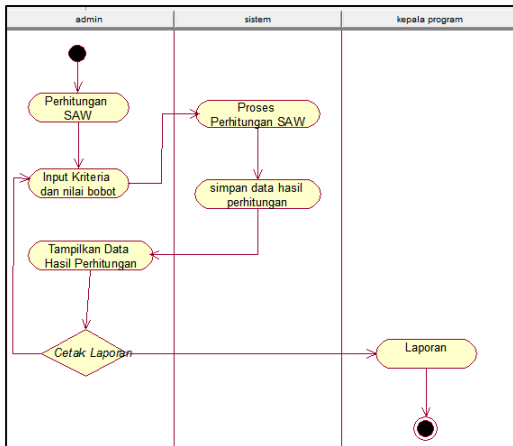 admin
sistem
kepala program
Perhitungan
SAW
Proses
Perhitungan SAW
Input Kriteria
dan nilai bobot
simpan data hasil
perhitungan
Tampilkan Data
Hasil Perhitungan
Cetak Laporan
Laporan